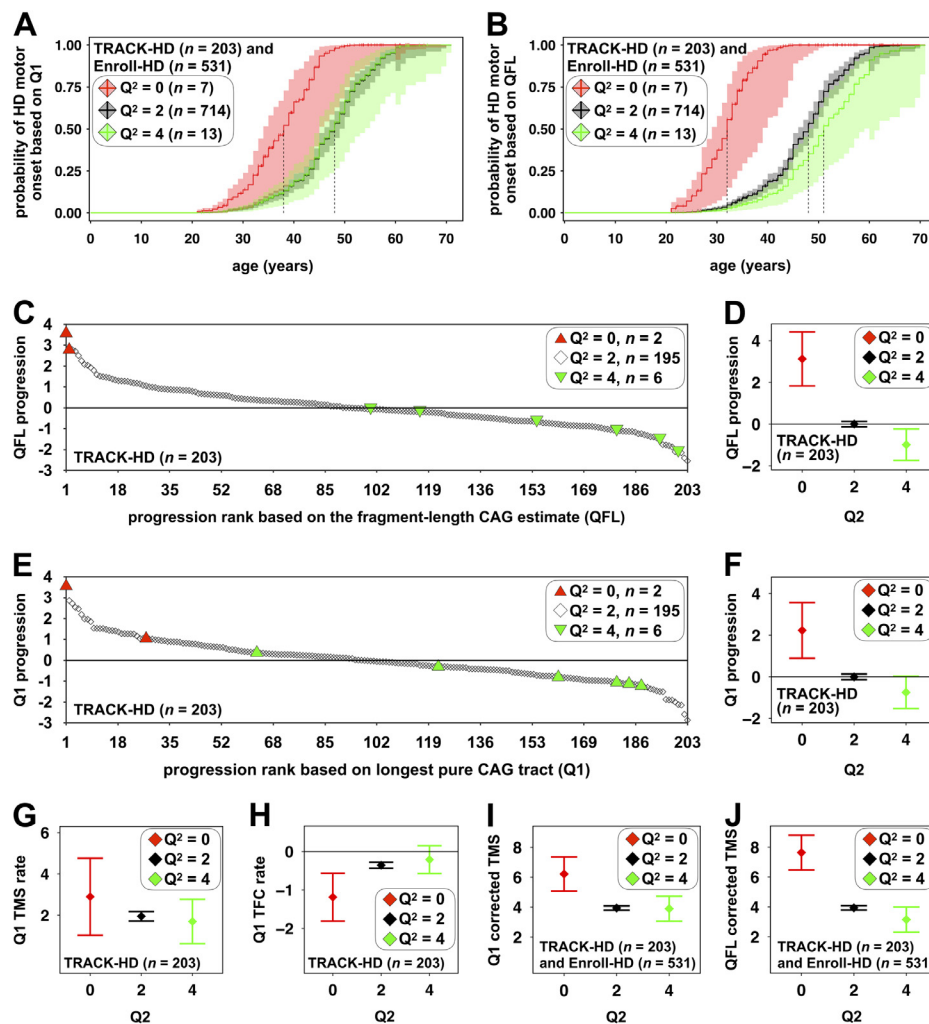 A
probability of HD motor
onset based on Q1
1.00
0.75
0.50
0.25
0.00
TRACK-HD (n = 203) and
Enroll-HD (n = 531)
Q² = 0 (n = 7)
Q² = 2 (n = 714)
Q² = 4 (n = 13)
0 10 20 30 40 50 60 70
age (years)
B
probability of HD motor
onset based on QFL
1.00
0.75
0.50
0.25
0.00
TRACK-HD (n = 203) and
Enroll-HD (n = 531)
Q² = 0 (n = 7)
Q² = 2 (n = 714)
Q² = 4 (n = 13)
0 10 20 30 40 50 60 70
age (years)
C
QFL progression
4
3
2
1
0
-1
-2
-3
Q² = 0, n = 2
Q² = 2, n = 195
Q² = 4, n = 6
TRACK-HD (n = 203)
1 18 35 52 68 85 102 119 136 153 169 186 203
progression rank based on the fragment-length CAG estimate (QFL)
D
QFL progression
4
2
0
−2
Q² = 0
Q² = 2
Q² = 4
TRACK-HD
(n = 203)
0 2 4
Q2
E
Q1 progression
4
3
2
1
0
-1
-2
-3
Q² = 0, n = 2
Q² = 2, n = 195
Q² = 4, n = 6
TRACK-HD (n = 203)
1 18 35 52 68 85 102 119 136 153 169 186 203
progression rank based on longest pure CAG tract (Q1)
F
Q1 progression
4
2
0
−2
Q² = 0
Q² = 2
Q² = 4
TRACK-HD
(n = 203)
0 2 4
Q2
G
Q1 TMS rate
6
4
2
Q² = 0
Q² = 2
Q² = 4
TRACK-HD (n = 203)
0 2 4
Q2
H
Q1 TFC rate
0
−1
−2
Q² = 0
Q² = 2
Q² = 4
TRACK-HD (n = 203)
0 2 4
Q2
I
Q1 corrected TMS
8
6
4
2
Q² = 0
Q² = 2
Q² = 4
TRACK-HD (n = 203)
and Enroll-HD (n = 531)
0 2 4
Q2
J
QFL corrected TMS
8
6
4
2
Q² = 0
Q² = 2
Q² = 4
TRACK-HD (n = 203)
and Enroll-HD (n = 531)
0 2 4
Q2